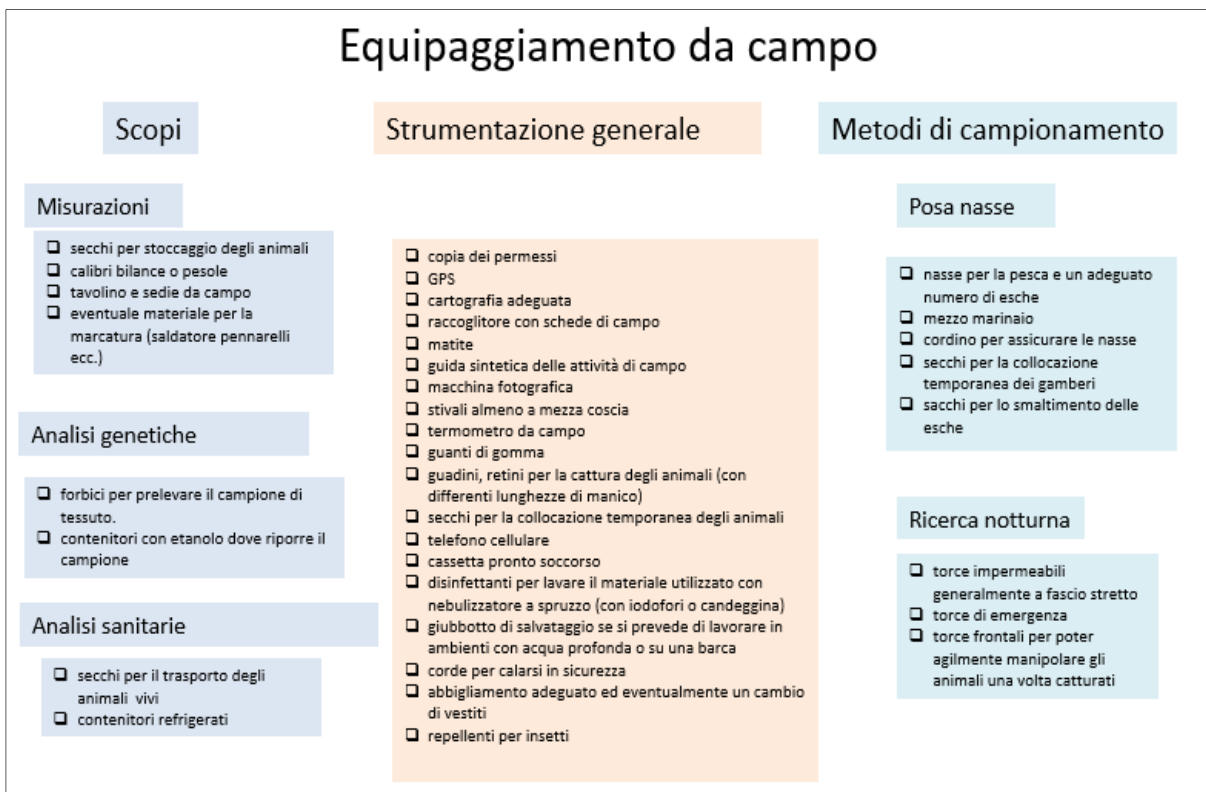 Equipaggiamento da campo
Scopi
Misurazioni
❑ secchi per stoccaggio degli animali
❑ calibri bilance o pesole
❑ tavolino e sedie da campo
❑ eventuale materiale per la
marcatura (saldatore pennarelli
ecc.)
Analisi genetiche
❑ forbici per prelevare il campione di
tessuto.
❑ contenitori con etanolo dove riporre il
campione
Analisi sanitarie
❑ secchi per il trasporto degli
animali vivi
❑ contenitori refrigerati
Strumentazione generale
❑ copia dei permessi
❑ GPS
❑ cartografia adeguata
❑ raccoglitore con schede di campo
❑ matite
❑ guida sintetica delle attività di campo
❑ macchina fotografica
❑ stivali almeno a mezza coscia
❑ termometro da campo
❑ guanti di gomma
❑ guadini, retini per la cattura degli animali (con
differenti lunghezze di manico)
❑ secchi per la collocazione temporanea degli animali
❑ telefono cellulare
❑ cassetta pronto soccorso
❑ disinfettanti per lavare il materiale utilizzato con
nebulizzatore a spruzzo (con iodofori o candeggina)
❑ giubbotto di salvataggio se si prevede di lavorare in
ambienti con acqua profonda o su una barca
❑ corde per calarsi in sicurezza
❑ abbigliamento adeguato ed eventualmente un cambio
di vestiti
❑ repellenti per insetti
Metodi di campionamento
Posa nasse
❑ nasse per la pesca e un adeguato
numero di esche
❑ mezzo marinaio
❑ cordino per assicurare le nasse
❑ secchi per la collocazione
temporanea dei gamberi
❑ sacchi per lo smaltimento delle
esche
Ricerca notturna
❑ torce impermeabili
generalmente a fascio stretto
❑ torce di emergenza
❑ torce frontali per poter
agilmente manipolare gli
animali una volta catturati